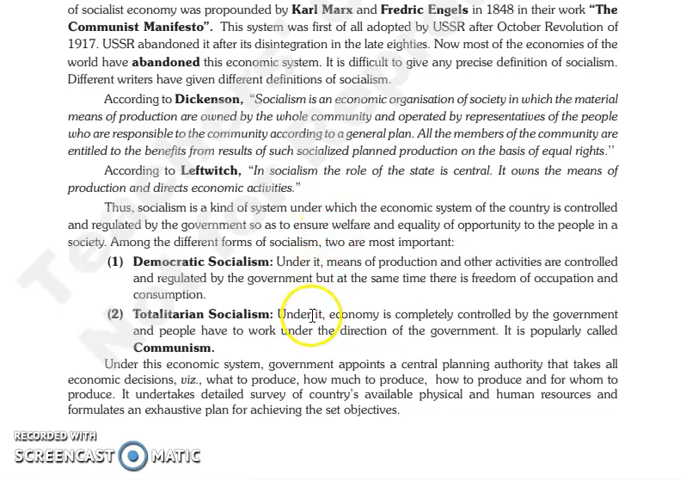 of socialist economy was propounded by Karl Marx and Fredric Engels in 1848 in their work “The
Communist Manifesto”. This system was first of all adopted by USSR after October Revolution of
1917. USSR abandoned it after its disintegration in the late eighties. Now most of the economies of the
world have abandoned this economic system. It is difficult to give any precise definition of socialism.
Different writers have given different definitions of socialism.
According to Dickenson, “Socialism is an economic organisation of society in which the material
means of production are owned by the whole community and operated by representatives of the people
who are responsible to the community according to a general plan. All the members of the community are
entitled to the benefits from results of such socialized planned production on the basis of equal rights.’’
According to Leftwitch, “In socialism the role of the state is central. It owns the means of
production and directs economic activities.”
Thus, socialism is a kind of system under which the economic system of the country is controlled
and regulated by the government so as to ensure welfare and equality of opportunity to the people in a
society. Among the different forms of socialism, two are most important:
(1) Democratic Socialism: Under it, means of production and other activities are controlled
and regulated by the government but at the same time there is freedom of occupation and
consumption.
(2) Totalitarian Socialism: Under it, economy is completely controlled by the government
and people have to work under the direction of the government. It is popularly called
Communism.
Under this economic system, government appoints a central planning authority that takes all
economic decisions, viz., what to produce, how much to produce, how to produce and for whom to
produce. It undertakes detailed survey of country’s available physical and human resources and
formulates an exhaustive plan for achieving the set objectives.
RECORDED WITH
SCREENCAST MATIC